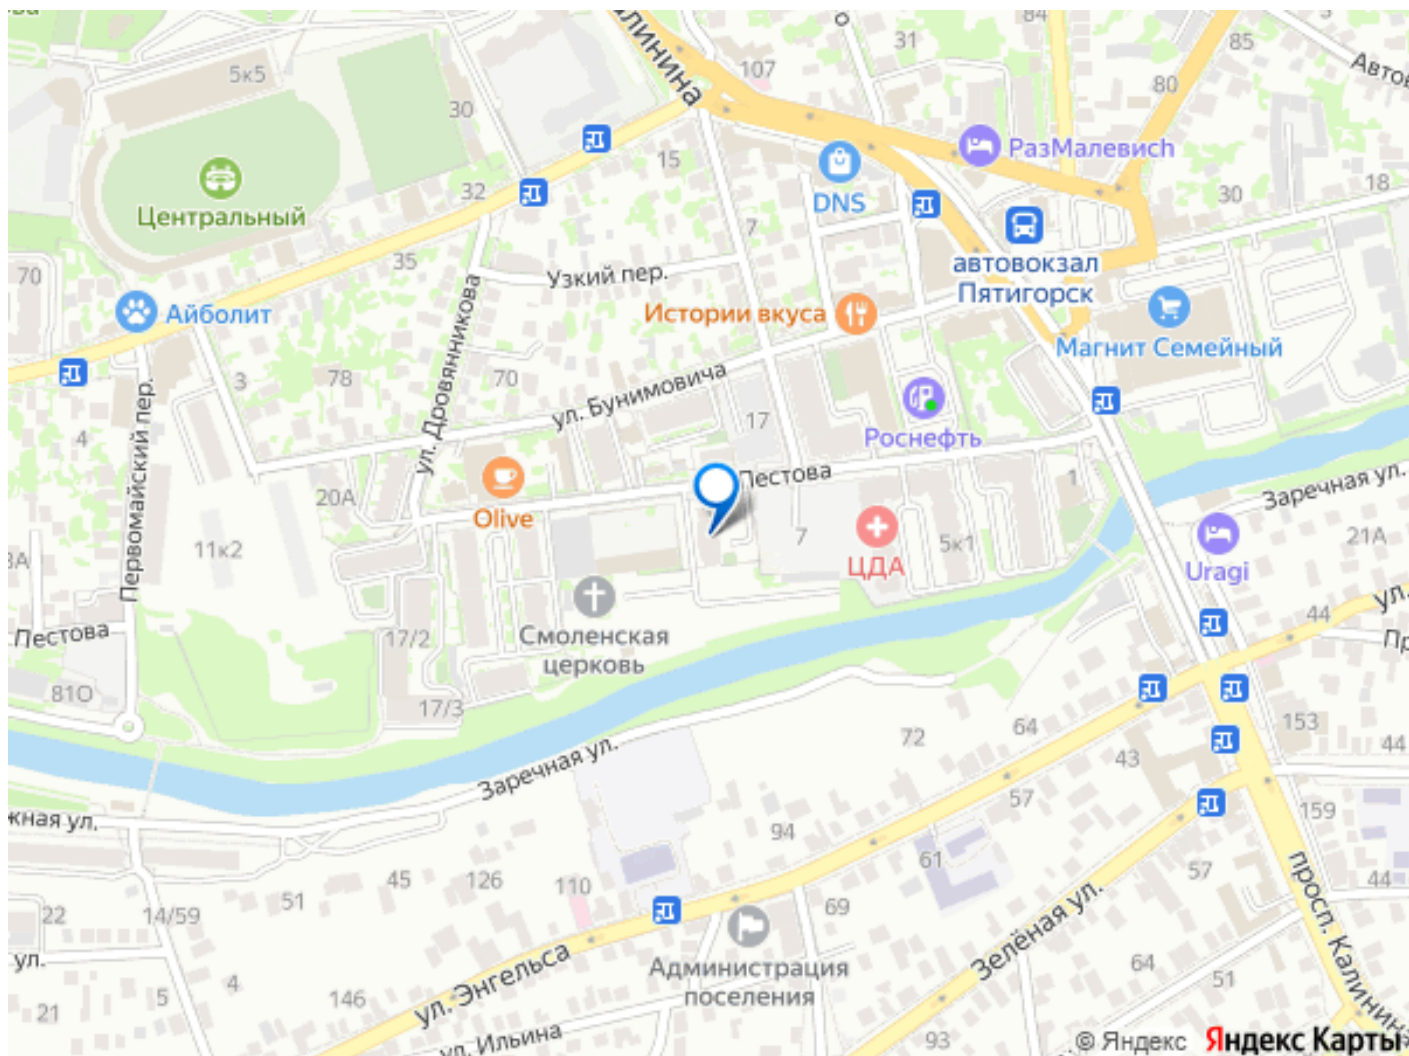 5к5
30
107
31
84
85
80
Автов
15
32
РазМалевич
DNS
30
18
Центральный
7
35
Узкий пер.
автовокзал
Пятигорск
70
Айболит
Истории вкуса
Магнит Семейный
3
78
70
ул. Дровянникова
ул. Бунимовича
17
Роснефть
4
Первомайский пер.
Пестова
20А
Olive
11к2
7
ЦДА
5к1
1
Заречная ул.
21А
Uragi
Смоленская
церковь
Пестова
17/2
44
ул.
81О
17/3
72
64
153
44
43
Заречная ул.
57
159
жная ул.
94
61
57
44
45
126
110
51
22
14/59
69
Зелёная ул.
просп. Калинина
ул.
Администрация
поселения
64
51
4
5
146
21
ул. Энгельса
ул. Ильина
93
© Яндекс Яндекс Карты